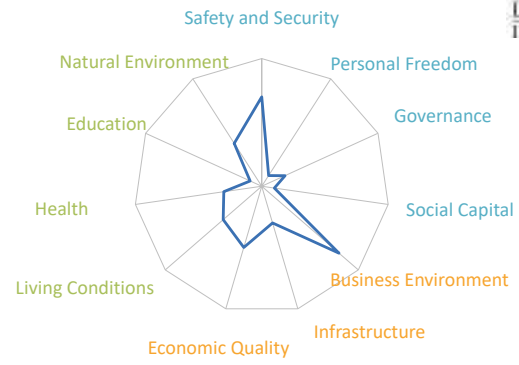 Safety and Security
Natural Environment
Personal Freedom
Education
Governance
Health
Social Capital
Living Conditions
Business Environment
Infrastructure
Economic Quality